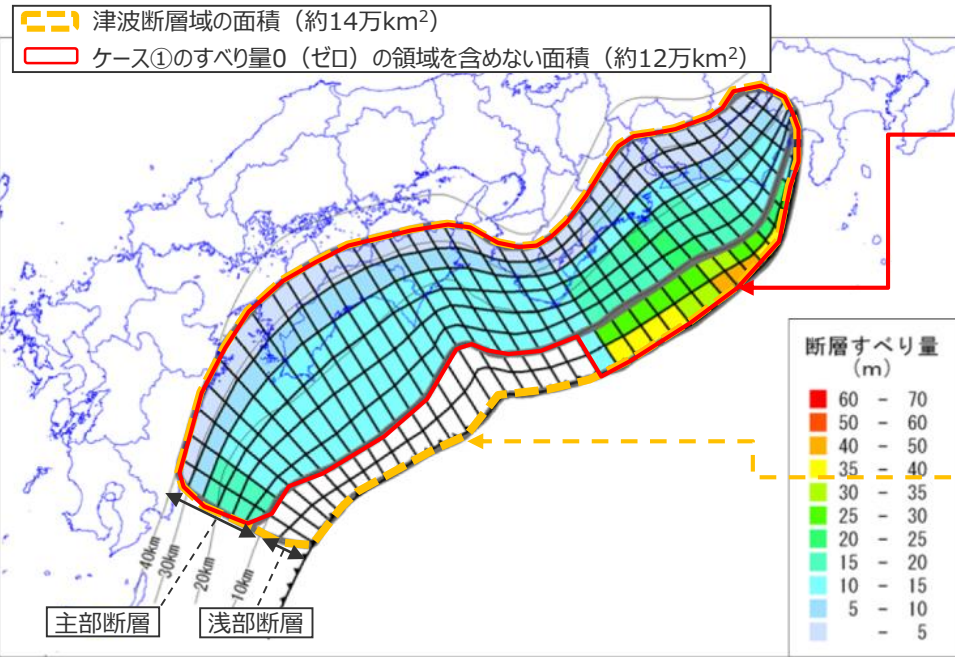 津波断層域の面積（約14万km²）
ケース①のすべり量0（ゼロ）の領域を含めない面積（約12万km²）
断層すべり量
（m）
60 - 70
50 - 60
40 - 50
35 - 40
30 - 35
25 - 30
20 - 25
15 - 20
10 - 15
5 - 10
- 5
40km
30km
20km
10km
主部断層
浅部断層